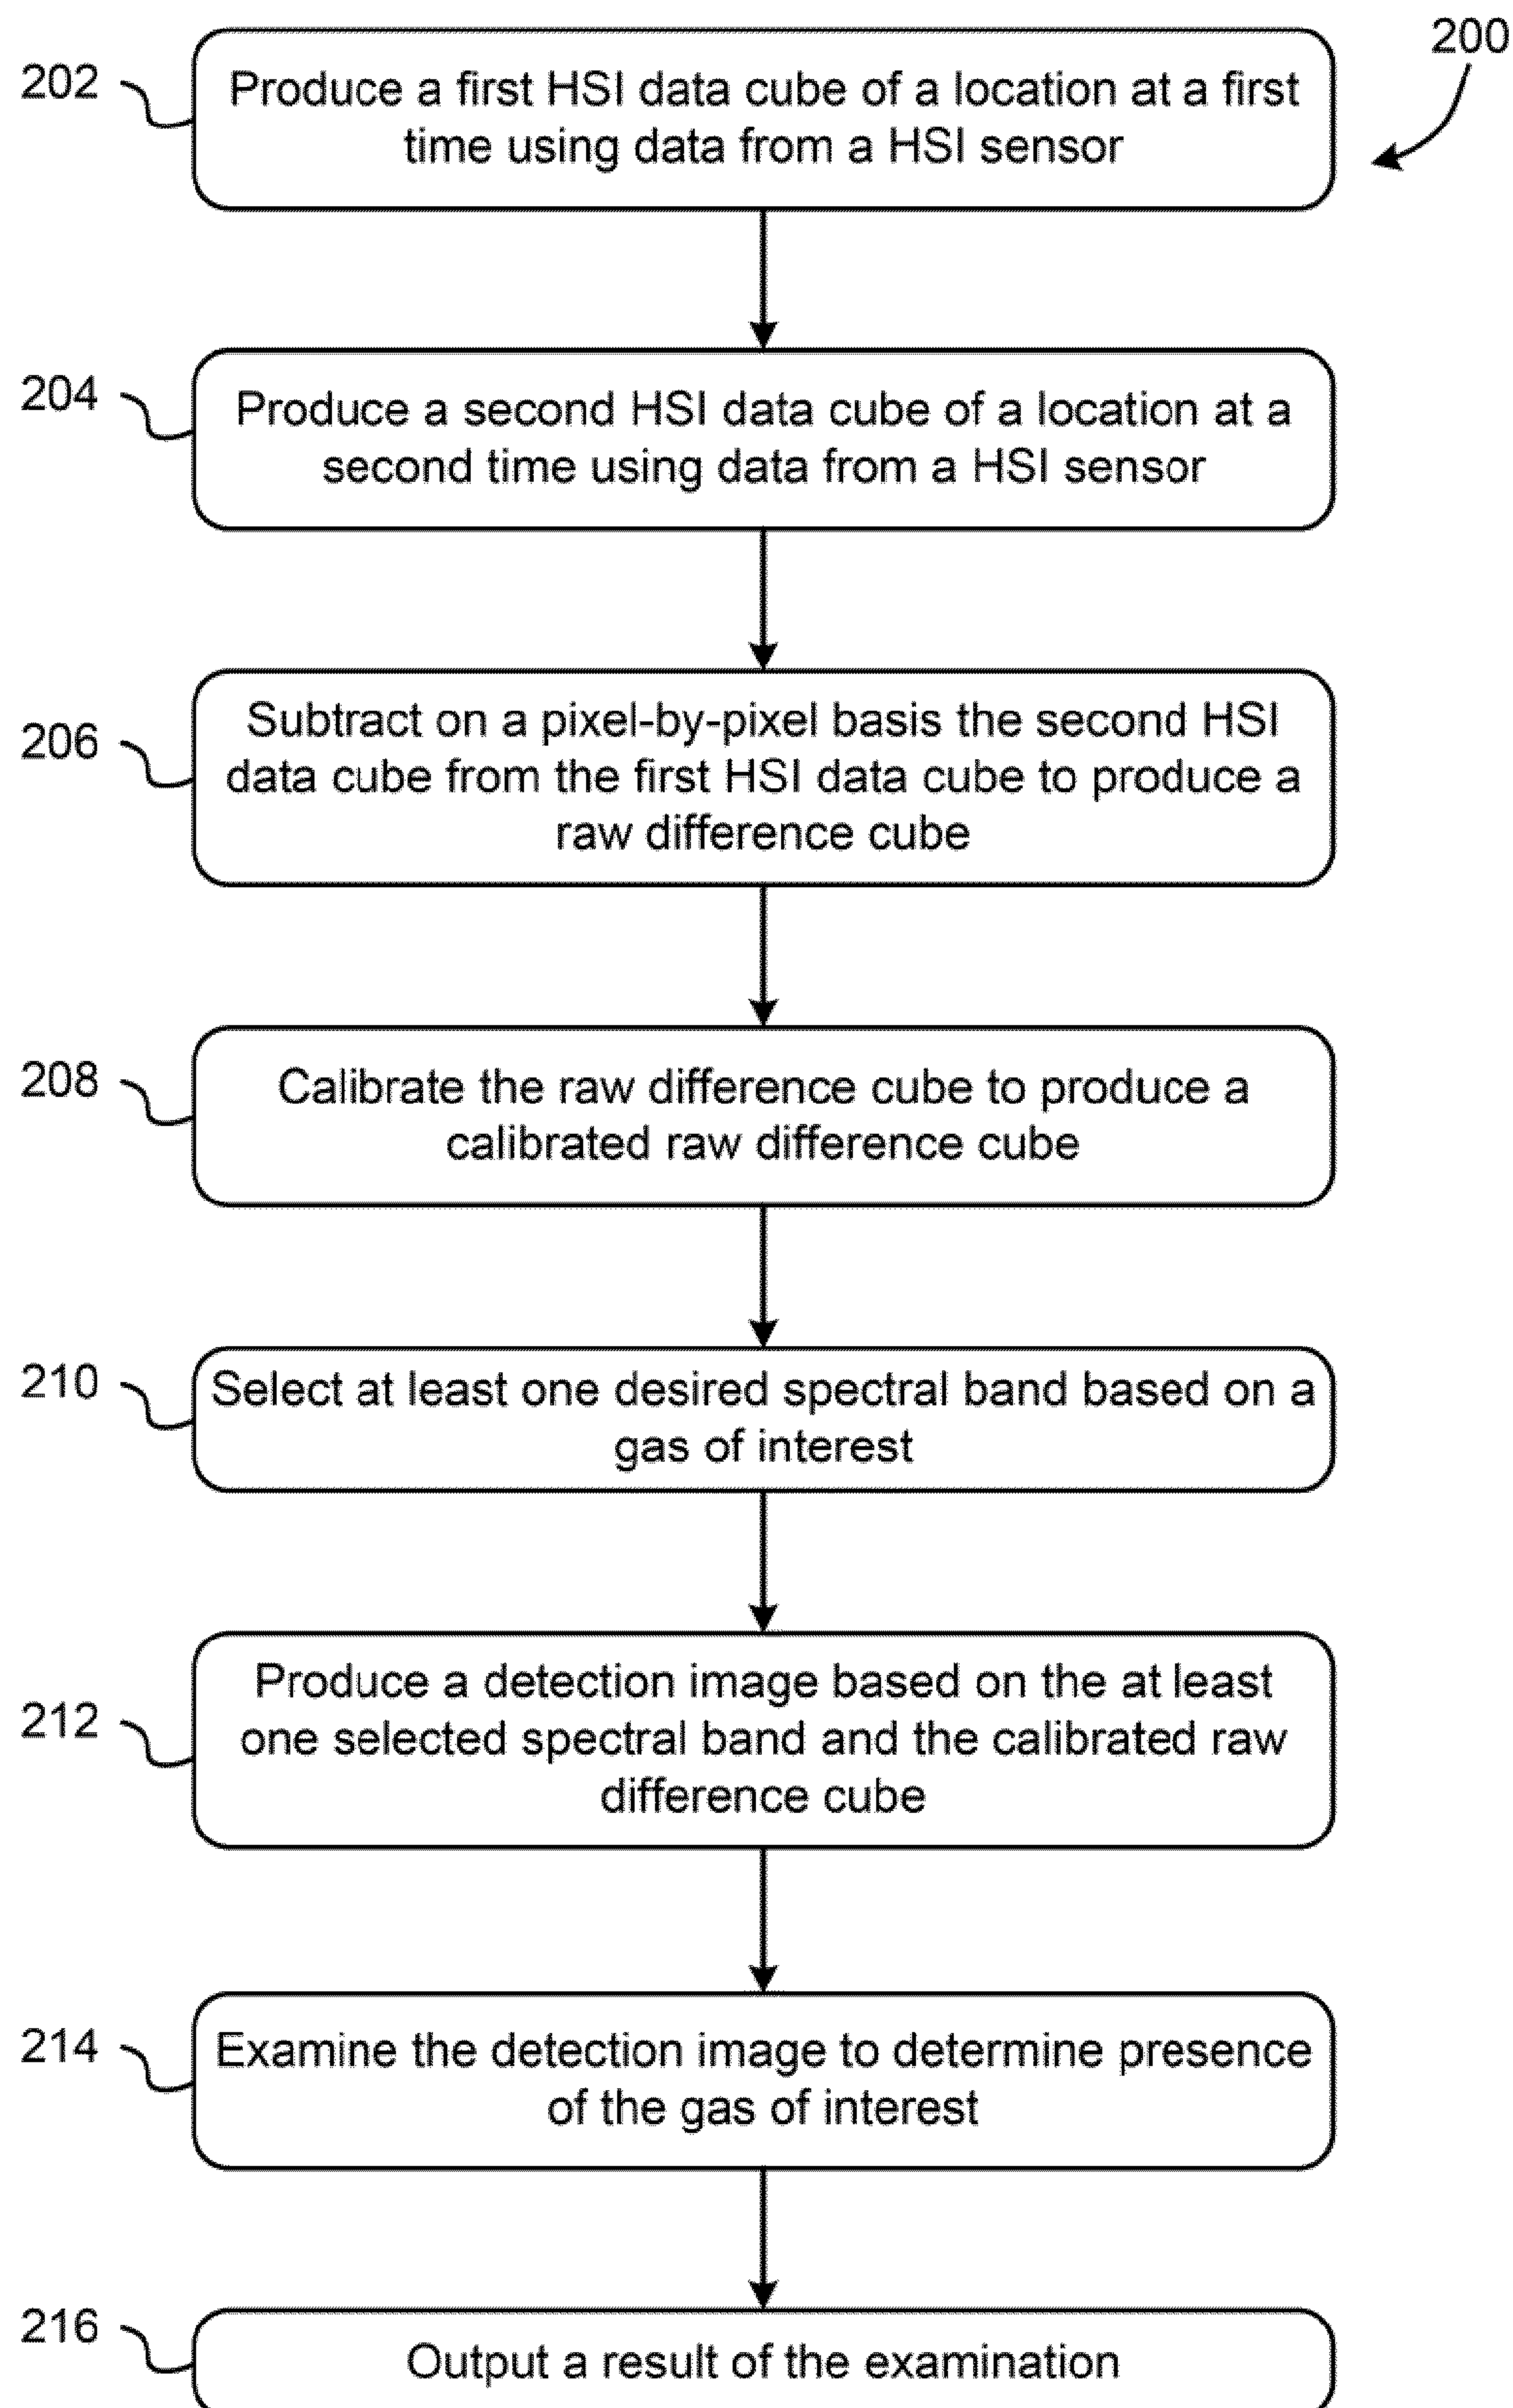 200
202
Produce a first HSI data cube of a location at a first
time using data from a HSI sensor
204
Produce a second HSI data cube of a location at a
second time using data from a HSI sensor
206
Subtract on a pixel-by-pixel basis the second HSI
data cube from the first HSI data cube to produce a
raw difference cube
208
Calibrate the raw difference cube to produce a
calibrated raw difference cube
210
Select at least one desired spectral band based on a
gas of interest
212
Produce a detection image based on the at least
one selected spectral band and the calibrated raw
difference cube
214
Examine the detection image to determine presence
of the gas of interest
216
Output a result of the examination